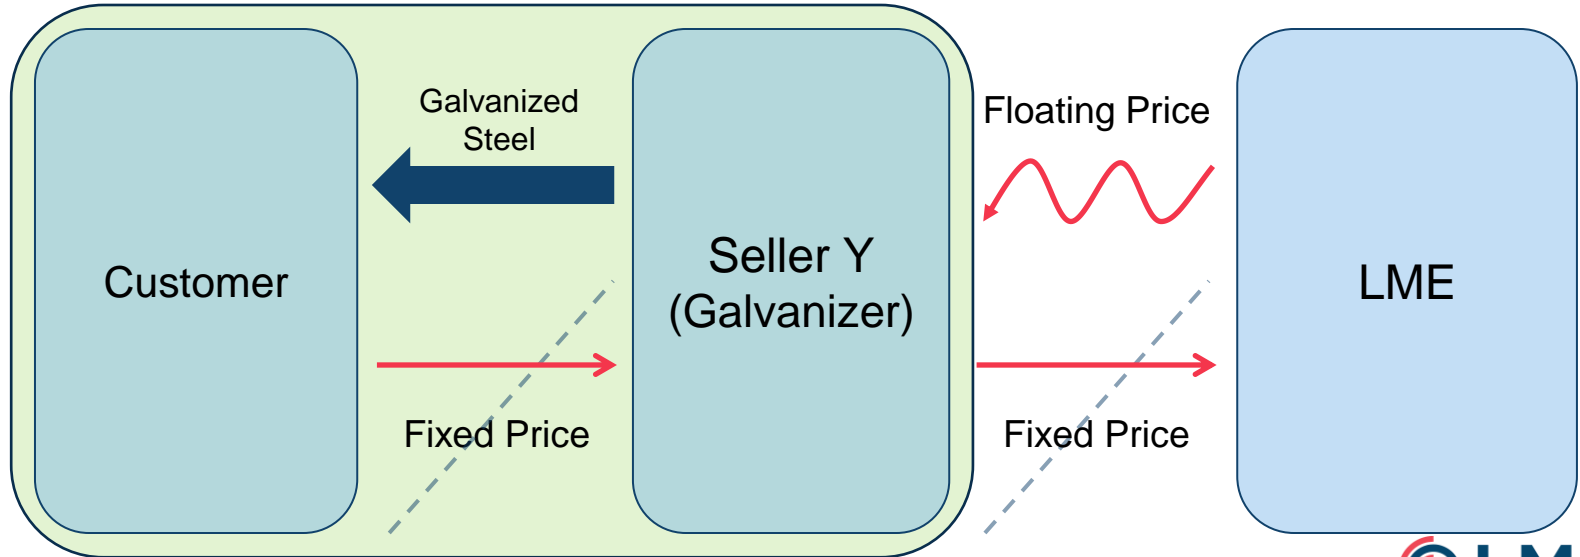 Galvanized
Steel
Floating Price
Customer
Seller Y
(Galvanizer)
LME
Fixed Price
Fixed Price